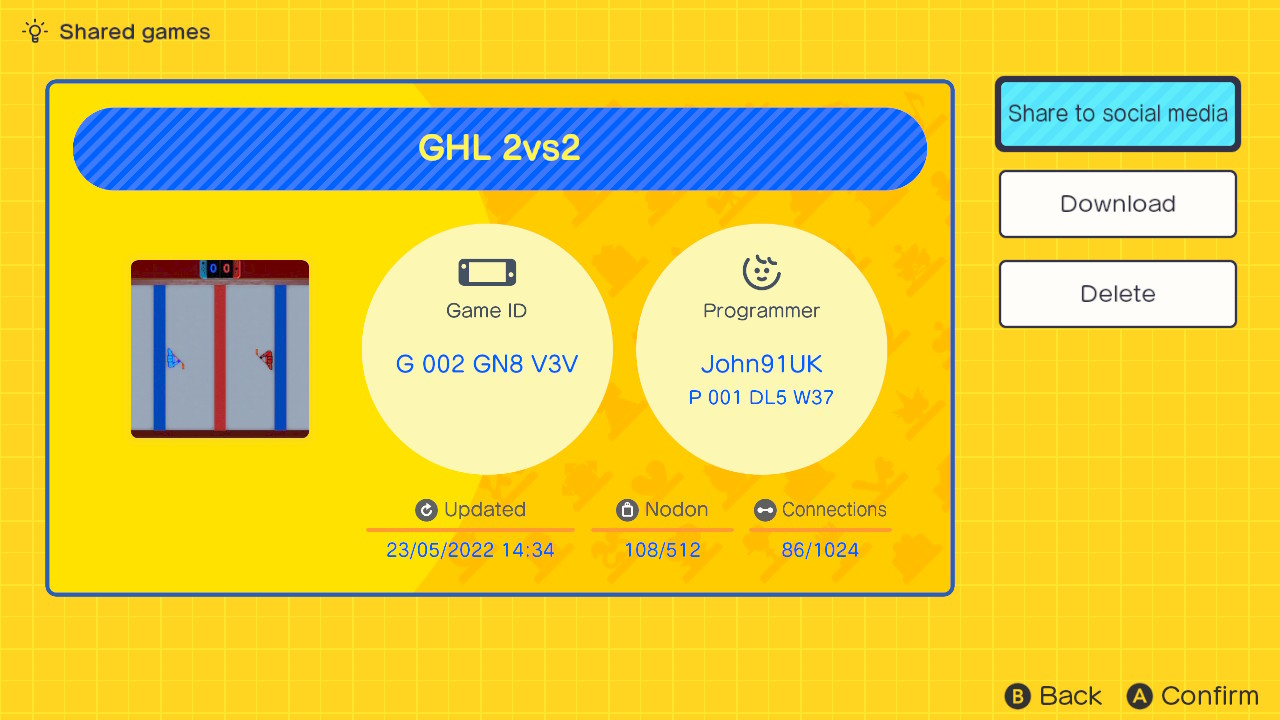 Shared games
GHL 2vs2
0 0
Game ID
G 002 GN8 V3V
Programmer
John91UK
P 001 DL5 W37
Updated
23/05/2022 14:34
Nodon
108/512
Connections
86/1024
Share to social media
Download
Delete
B Back
A Confirm